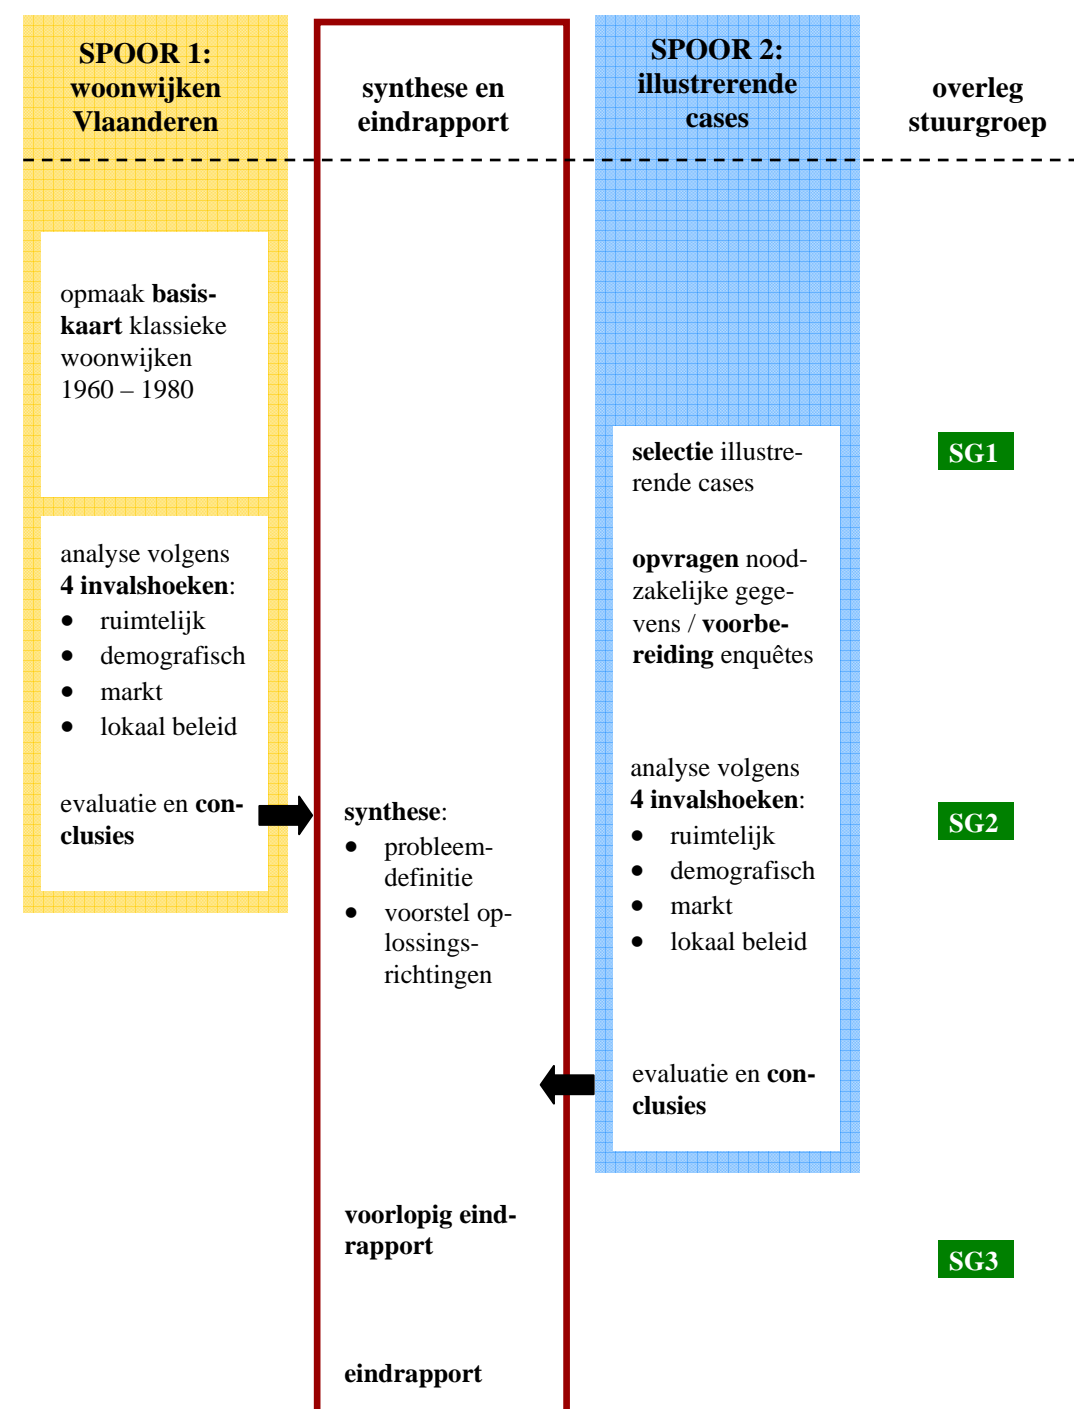 SPOOR 1:
woonwijken
Vlaanderen
synthese en
eindrapport
SPOOR 2:
illustrerende
cases
overleg
stuurgroep
opmaak basis-
kaart klassieke
woonwijken
1960 – 1980
analyse volgens
4 invalshoeken:
• ruimtelijk
• demografisch
• markt
• lokaal beleid
evaluatie en con-
clusies
synthese:
• probleem-
definitie
• voorstel op-
lossings-
richtingen
voorlopig eind-
rapport
eindrapport
selectie illustre-
rende cases
opvragen nood-
zakelijke gege-
vens / voorbe-
reiding enquêtes
analyse volgens
4 invalshoeken:
• ruimtelijk
• demografisch
• markt
• lokaal beleid
evaluatie en con-
clusies
SG1
SG2
SG3